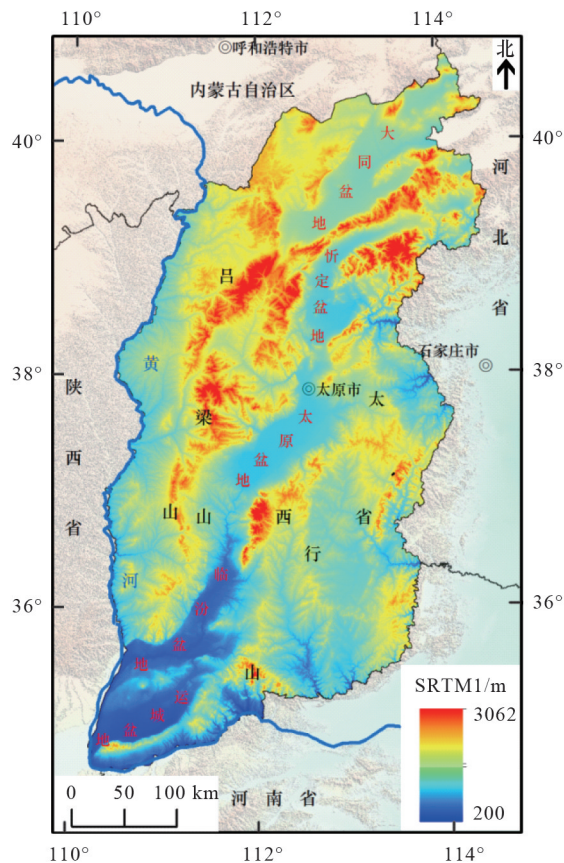 110°
112°
114°
呼和浩特市
北
内蒙古自治区
40°
40°
大同盆地
河北省
忻定盆地
吕梁山
黄河
石家庄市
38°
38°
太原市
陕西省
太原盆地
太行山
山西省
36°
36°
临汾盆地
运城盆地
SRTM1/m
3062
200
0 50 100 km
河南省
110°
112°
114°